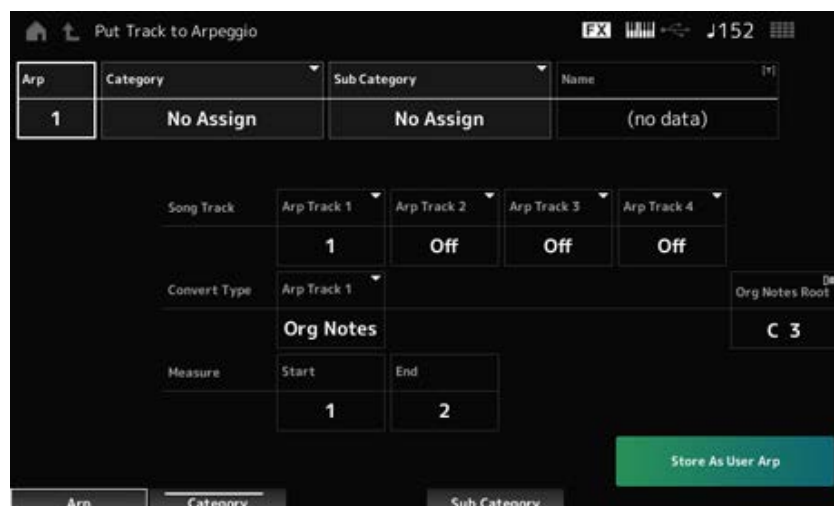 Put Track to Arpeggio FX ♩152
Arp Category Sub Category Name
1 No Assign No Assign (no data)
Song Track Arp Track 1 Arp Track 2 Arp Track 3 Arp Track 4
1 Off Off Off
Convert Type Arp Track 1 Org Notes Root
Org Notes C 3
Measure Start End
1 2
Store As User Arp
Arp Category Sub Category